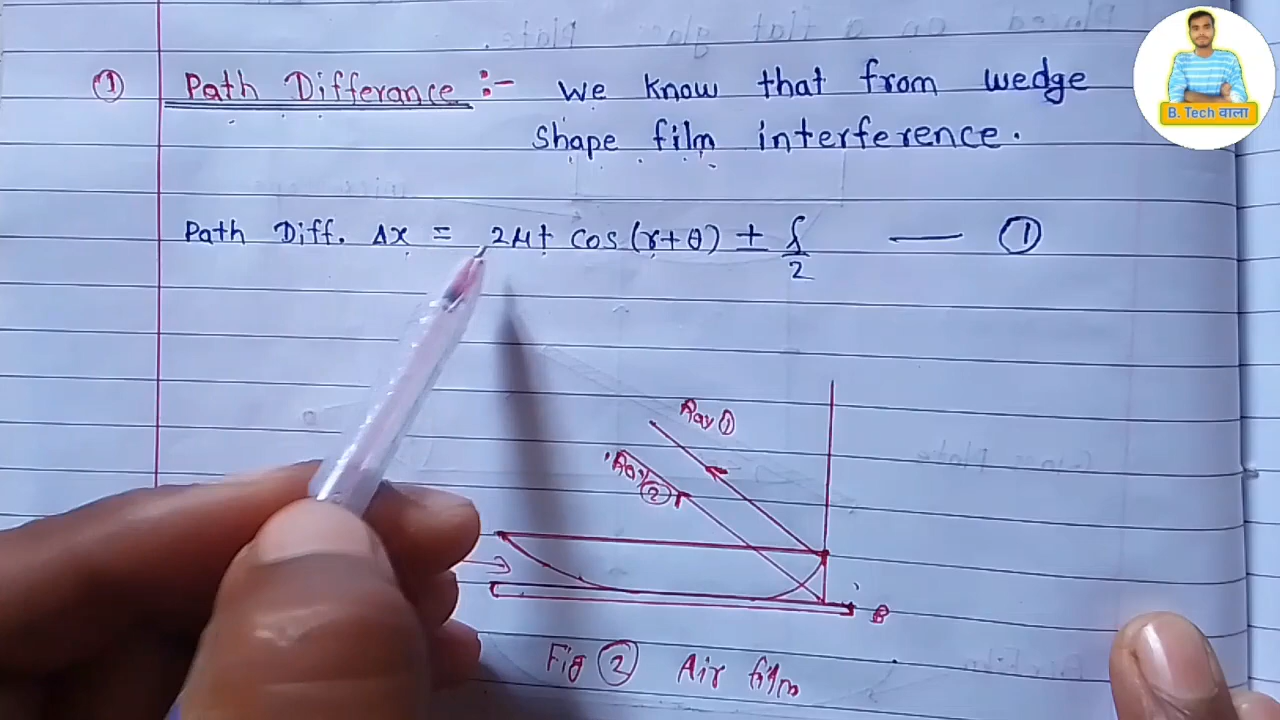 ① Path Differance :- we know that from wedge
shape film interference.
Path Diff. Δx = 2μt cos(r+θ) ± λ/2 —— ①
Ray ①
Ray ②
B
Fig ② Air film
B. Tech वाला